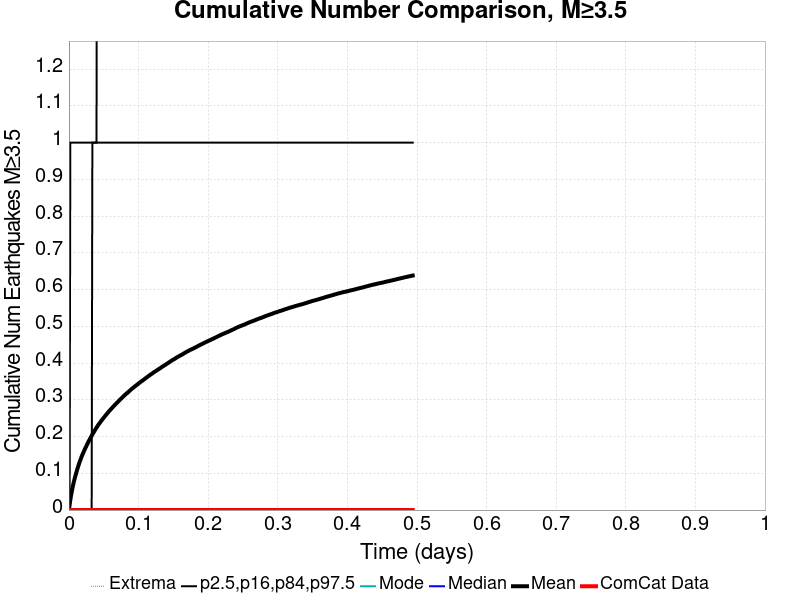 Cumulative Number Comparison, M≥3.5
Cumulative Num Earthquakes M≥3.5
1.2
1.1
1
0.9
0.8
0.7
0.6
0.5
0.4
0.3
0.2
0.1
0
0 0.1 0.2 0.3 0.4 0.5 0.6 0.7 0.8 0.9 1
Time (days)
Extrema p2.5,p16,p84,p97.5 Mode Median Mean ComCat Data